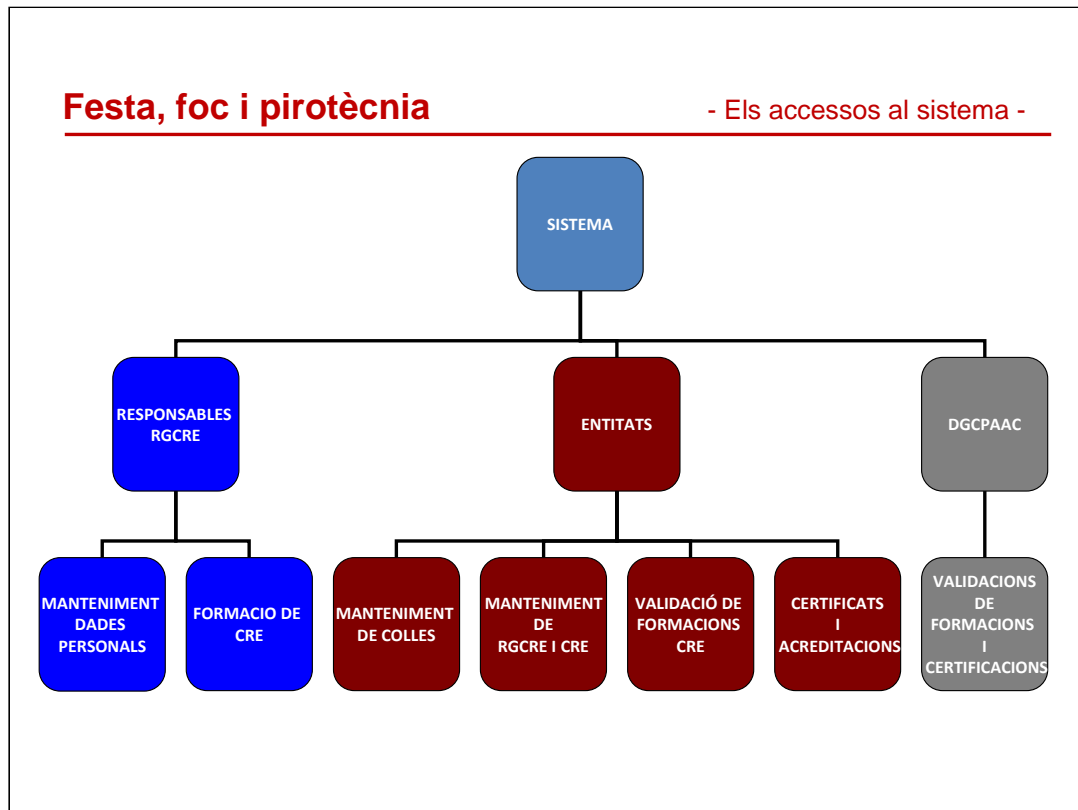 Festa, foc i pirotècnia
- Els accessos al sistema -
SISTEMA
RESPONSABLES
RGCRE
ENTITATS
DGCPAAC
MANTENIMENT
DADES
PERSONALS
FORMACIO DE
CRE
MANTENIMENT
DE COLLES
MANTENIMENT
DE
RGCRE I CRE
VALIDACIÓ DE
FORMACIONS
CRE
CERTIFICATS
I
ACREDITACIONS
VALIDACIONS
DE
FORMACIONS
I
CERTIFICACIONS